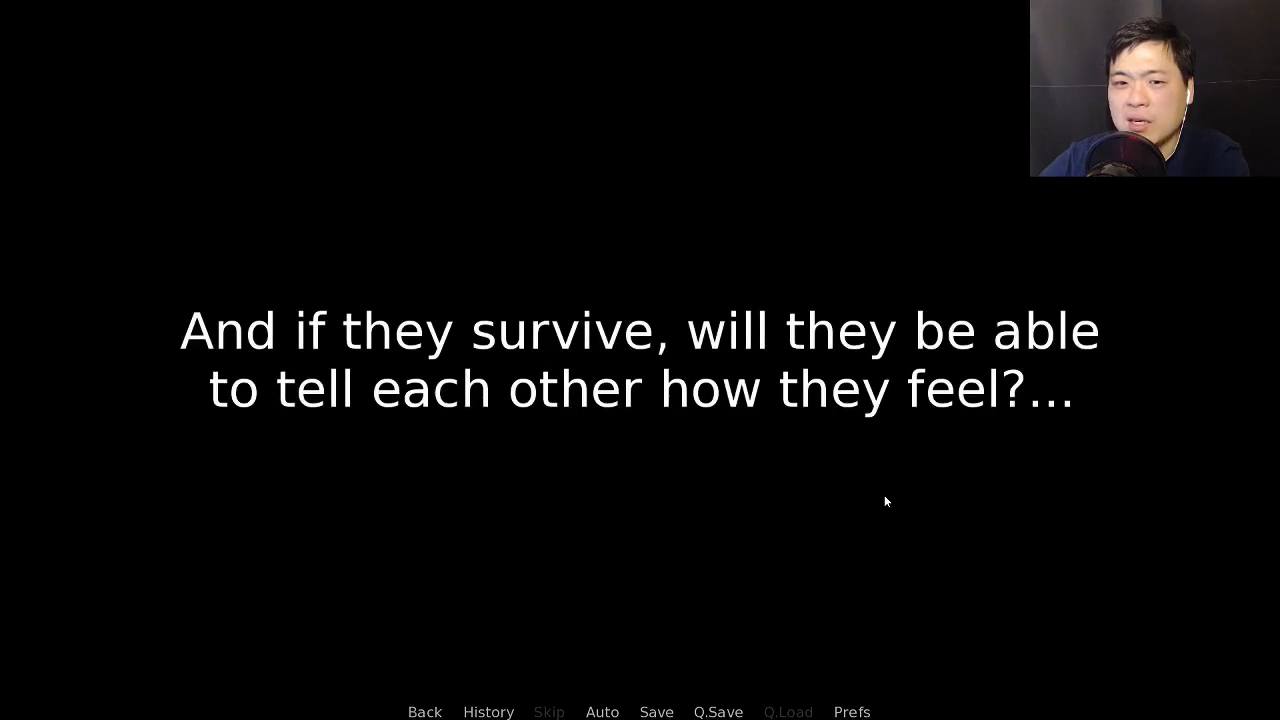 And if they survive, will they be able
to tell each other how they feel?...
Back History Skip Auto Save Q.Save Q.Load Prefs